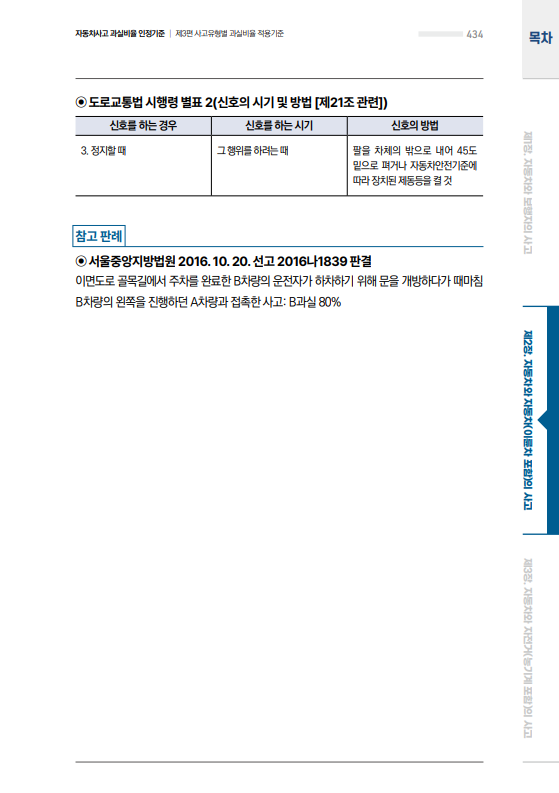 자동차사고 과실비율 인정기준 | 제3편 사고유형별 과실비율 적용기준
434
목차
◉ 도로교통법 시행령 별표 2(신호의 시기 및 방법 [제21조 관련])
신호를 하는 경우 신호를 하는 시기 신호의 방법
3. 정지할 때 그 행위를 하려는 때 팔을 차체의 밖으로 내어 45도
밑으로 펴거나 자동차안전기준에
따라 장치된 제동등을 켤 것
참고 판례
◉ 서울중앙지방법원 2016. 10. 20. 선고 2016나1839 판결
이면도로 골목길에서 주차를 완료한 B차량의 운전자가 하차하기 위해 문을 개방하다가 때마침
B차량의 왼쪽을 진행하던 A차량과 접촉한 사고: B과실 80%
제1장. 자동차와 보행자의 사고
제2장. 자동차와 자동차(이륜차 포함)의 사고
제3장. 자동차와 자전거(농기계 포함)의 사고